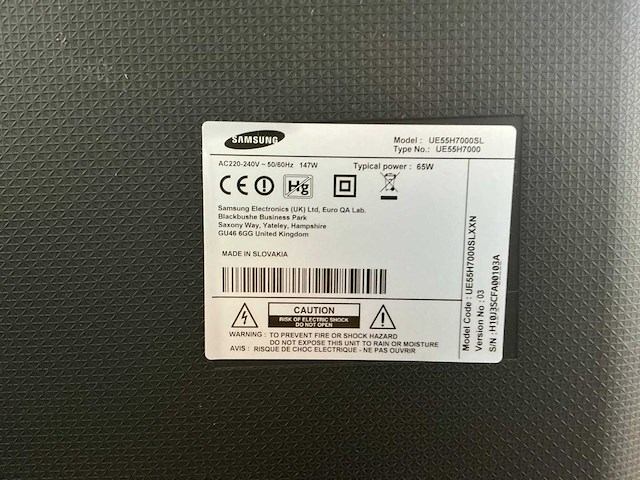 SAMSUNG
Model : UE55H7000SL
Type No.: UE55H7000
AC220-240V ~ 50/60Hz 147W
Typical power : 65W
CE
Hg
Samsung Electronics (UK) Ltd, Euro QA Lab.
Blackbushe Business Park
Saxony Way, Yateley, Hampshire
GU46 6GG United Kingdom
MADE IN SLOVAKIA
CAUTION
RISK OF ELECTRIC SHOCK
DO NOT OPEN
WARNING : TO PREVENT FIRE OR SHOCK HAZARD
DO NOT EXPOSE THIS UNIT TO RAIN OR MOISTURE
AVIS : RISQUE DE CHOC ELECTRIQUE - NE PAS OUVRIR
Model Code : UE55H7000SLXXN
Version No : 03
S/N :H10J3SCFA00103A